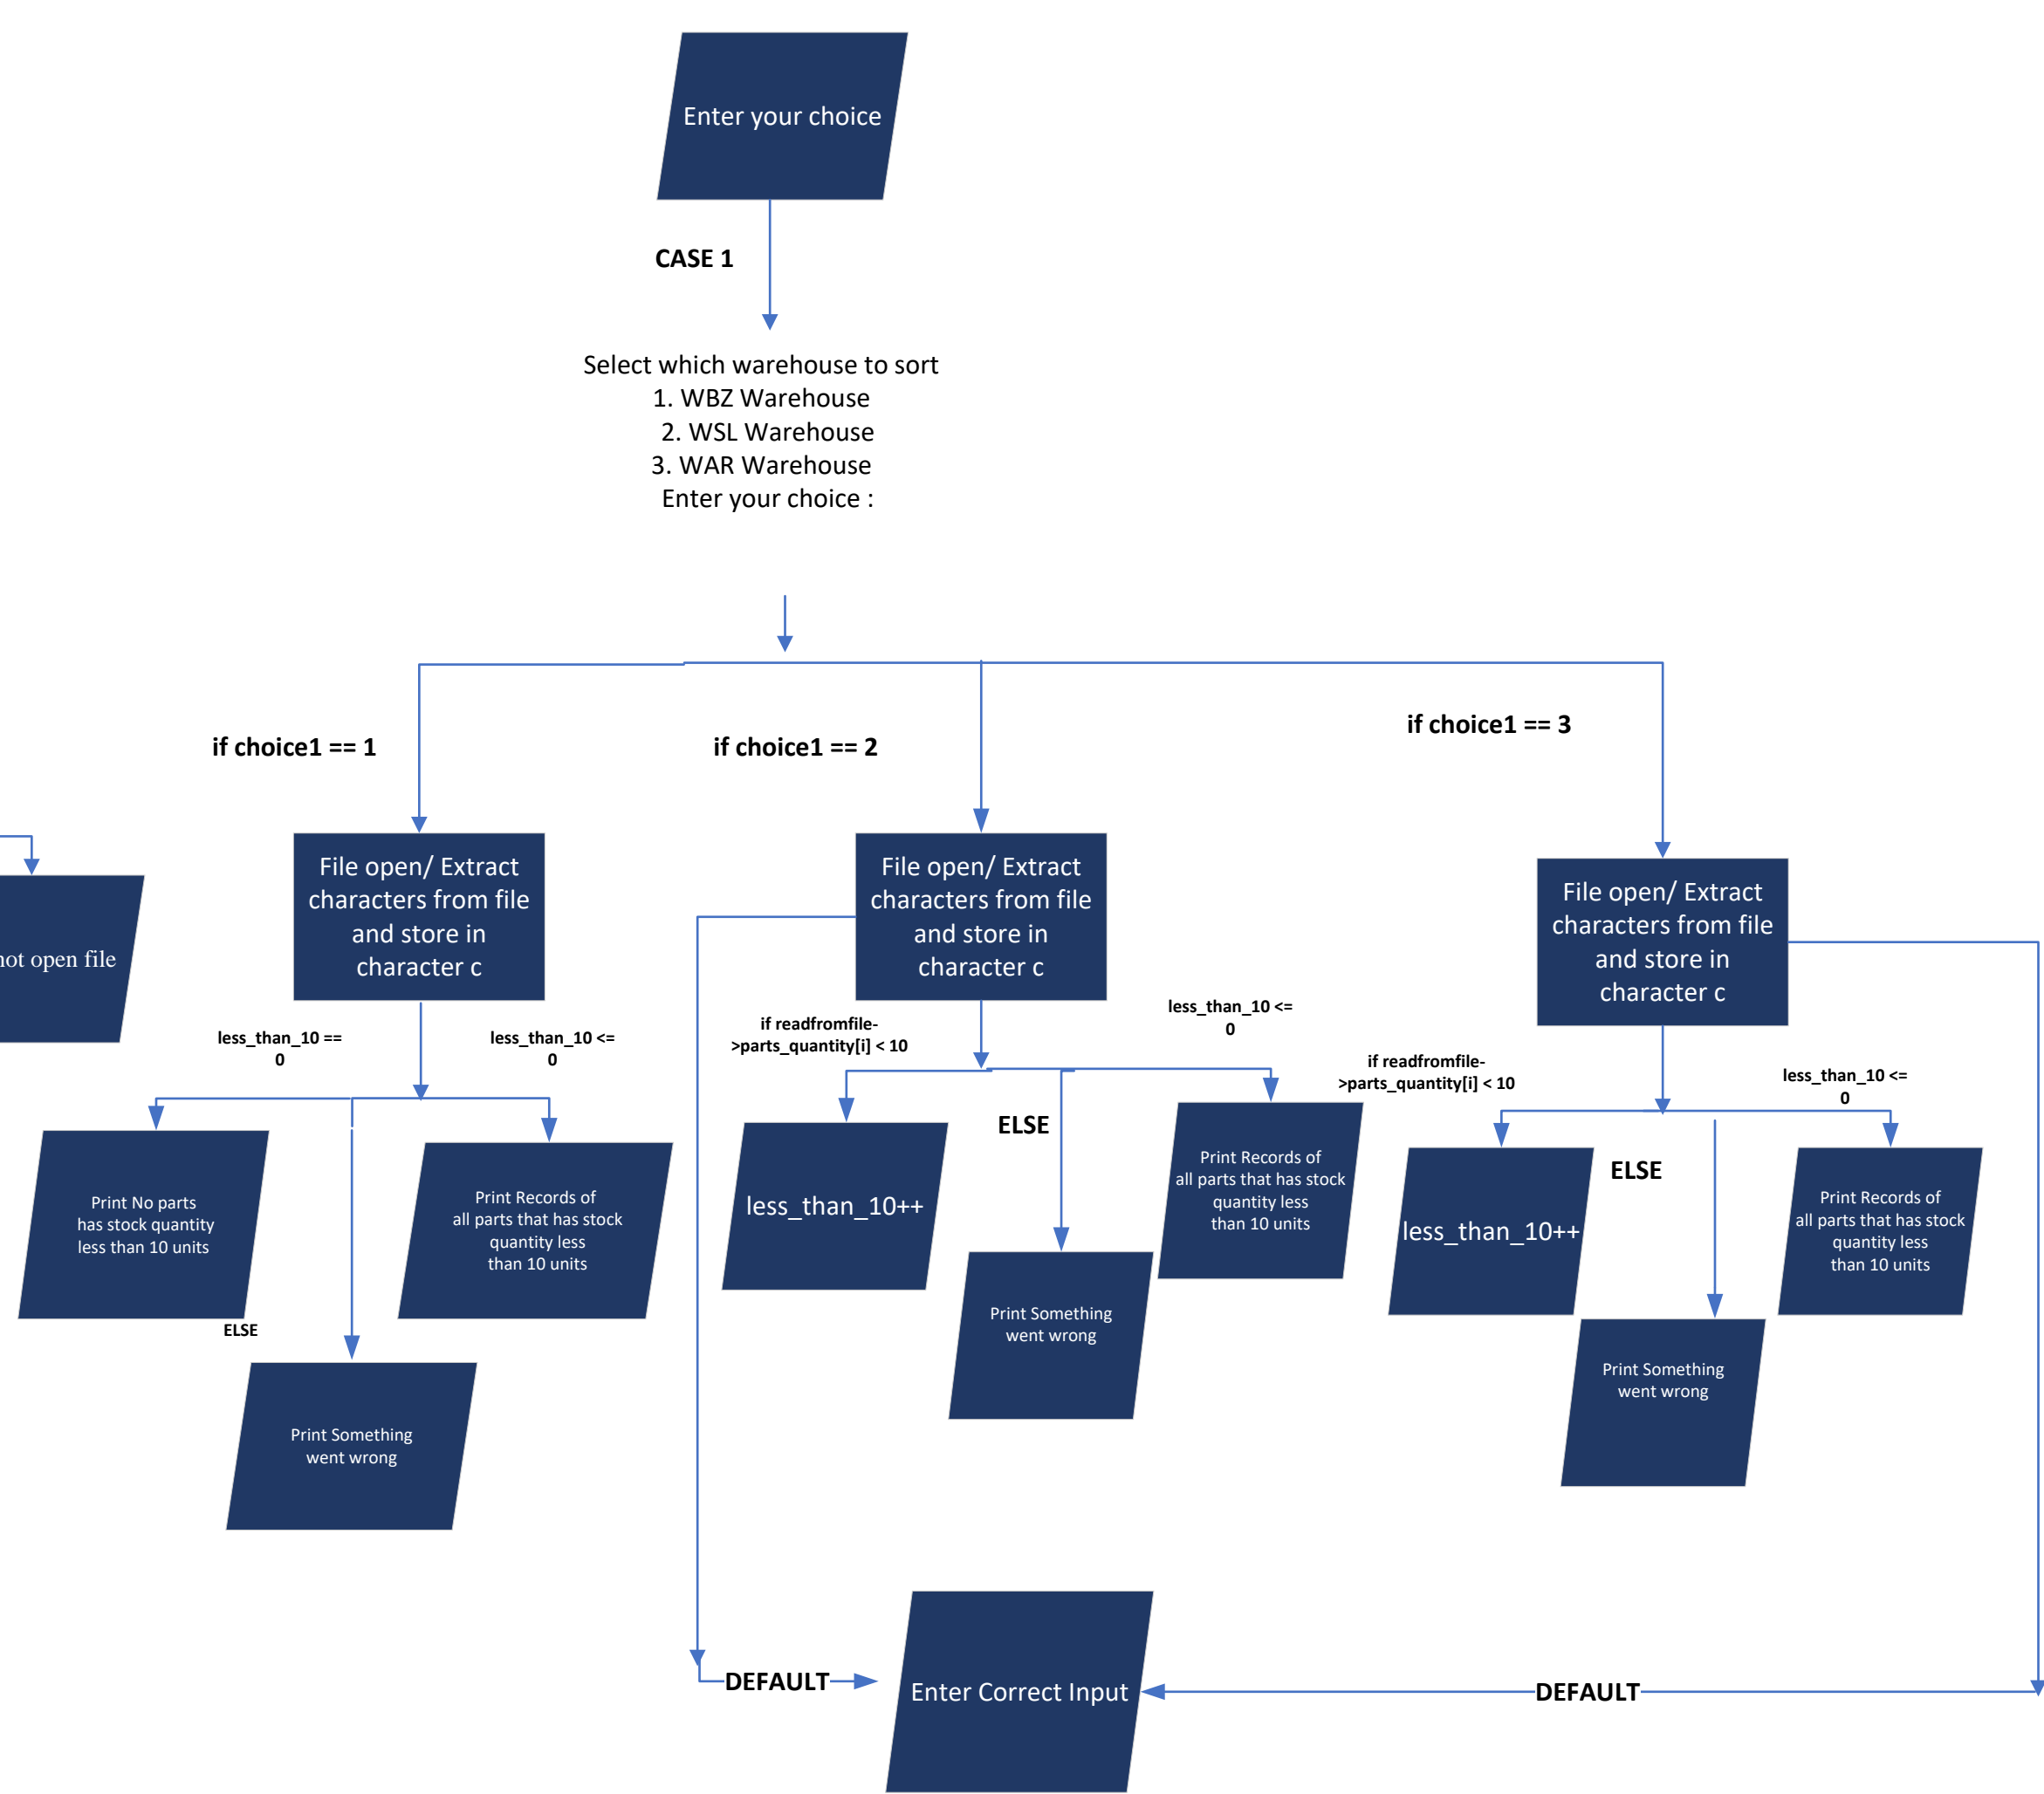 Enter your choice
CASE 1
Select which warehouse to sort
1. WBZ Warehouse
2. WSL Warehouse
3. WAR Warehouse
Enter your choice :
if choice1 == 1
if choice1 == 2
if choice1 == 3
open file
File open/ Extract
characters from file
and store in
character c
less_than_10 ==
0
less_than_10 <=
0
Print No parts
has stock quantity
less than 10 units
ELSE
Print Something
went wrong
Print Records of
all parts that has stock
quantity less
than 10 units
File open/ Extract
characters from file
and store in
character c
if readfromfile-
>parts_quantity[i] < 10
less_than_10 <=
0
less_than_10++
ELSE
Print Something
went wrong
Print Records of
all parts that has stock
quantity less
than 10 units
File open/ Extract
characters from file
and store in
character c
if readfromfile-
>parts_quantity[i] < 10
less_than_10 <=
0
less_than_10++
ELSE
Print Something
went wrong
Print Records of
all parts that has stock
quantity less
than 10 units
DEFAULT
Enter Correct Input
DEFAULT